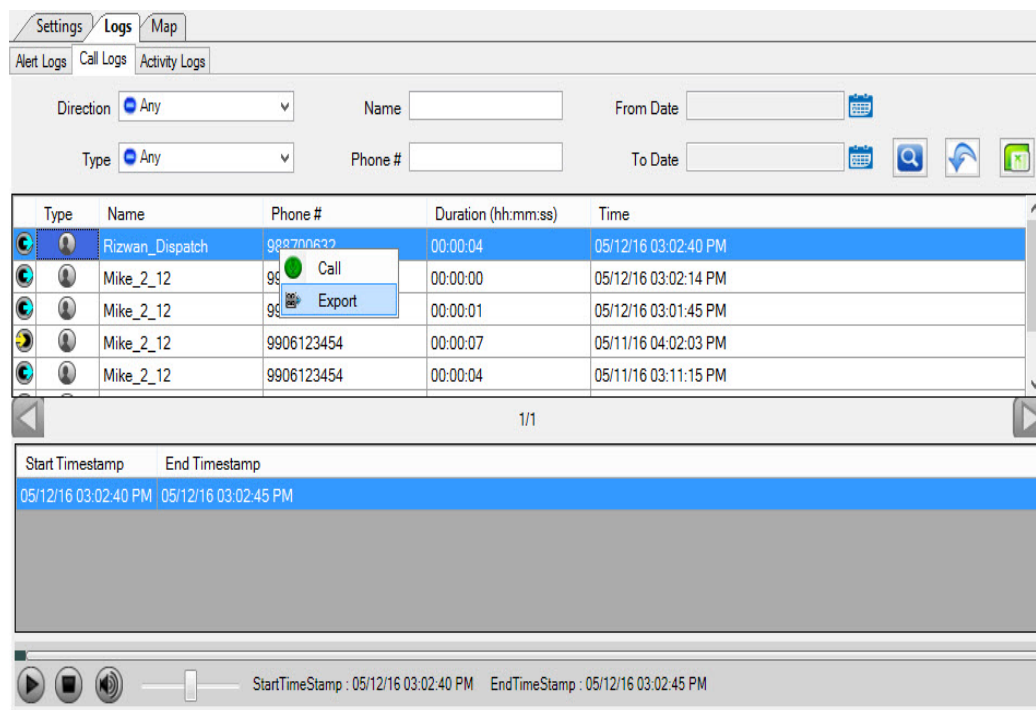 Settings Logs Map
Alert Logs Call Logs Activity Logs
Direction Any Name From Date
Type Any Phone # To Date
Type Name Phone # Duration (hh:mm:ss) Time
Rizwan_Dispatch 988700632 00:00:04 05/12/16 03:02:40 PM
Call
Mike_2_12 99 00:00:00 05/12/16 03:02:14 PM
Export
Mike_2_12 99 00:00:01 05/12/16 03:01:45 PM
Mike_2_12 9906123454 00:00:07 05/11/16 04:02:03 PM
Mike_2_12 9906123454 00:00:04 05/11/16 03:11:15 PM
1/1
Start Timestamp End Timestamp
05/12/16 03:02:40 PM 05/12/16 03:02:45 PM
StartTimeStamp : 05/12/16 03:02:40 PM EndTimeStamp : 05/12/16 03:02:45 PM